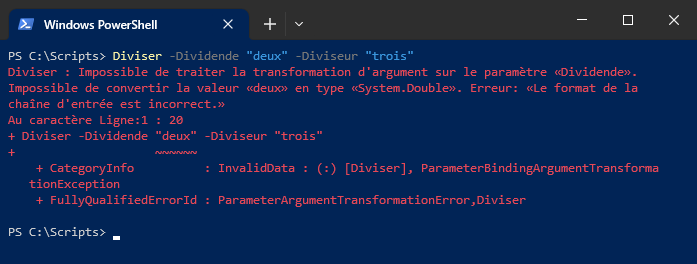 Windows PowerShell
PS C:\Scripts> Diviser -Dividende "deux" -Diviseur "trois"
Diviser : Impossible de traiter la transformation d'argument sur le paramètre «Dividende».
Impossible de convertir la valeur «deux» en type «System.Double». Erreur: «Le format de la
chaîne d'entrée est incorrect.»
Au caractère Ligne:1 : 20
+ Diviser -Dividende "deux" -Diviseur "trois"
+                    ~~~~~~
    + CategoryInfo          : InvalidData : (:) [Diviser], ParameterBindingArgumentTransforma
   tionException
    + FullyQualifiedErrorId : ParameterArgumentTransformationError,Diviser
PS C:\Scripts>